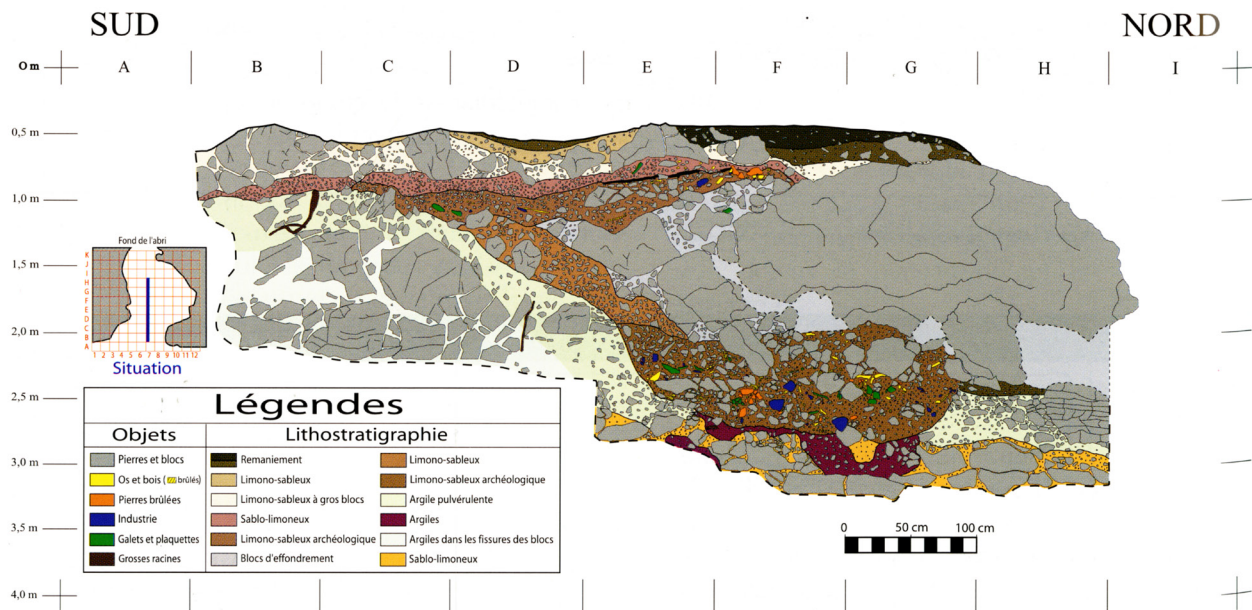 SUD
NORD
0 m
A B C D E F G H I
0,5 m
1,0 m
1,5 m
2,0 m
2,5 m
3,0 m
3,5 m
4,0 m
Fond de l'abri
K
J
I
H
G
F
E
D
C
B
A
1 2 3 4 5 6 7 8 9 10 11 12
Situation
Légendes
Objets
Pierres et blocs
Os et bois ( brûlés)
Pierres brûlées
Industrie
Galets et plaquettes
Grosses racines
Lithostratigraphie
Remaniement
Limono-sableux
Limono-sableux à gros blocs
Sablo-limoneux
Limono-sableux archéologique
Blocs d'effondrement
Limono-sableux
Limono-sableux archéologique
Argile pulvérulente
Argiles
Argiles dans les fissures des blocs
Sablo-limoneux
0 50 cm 100 cm